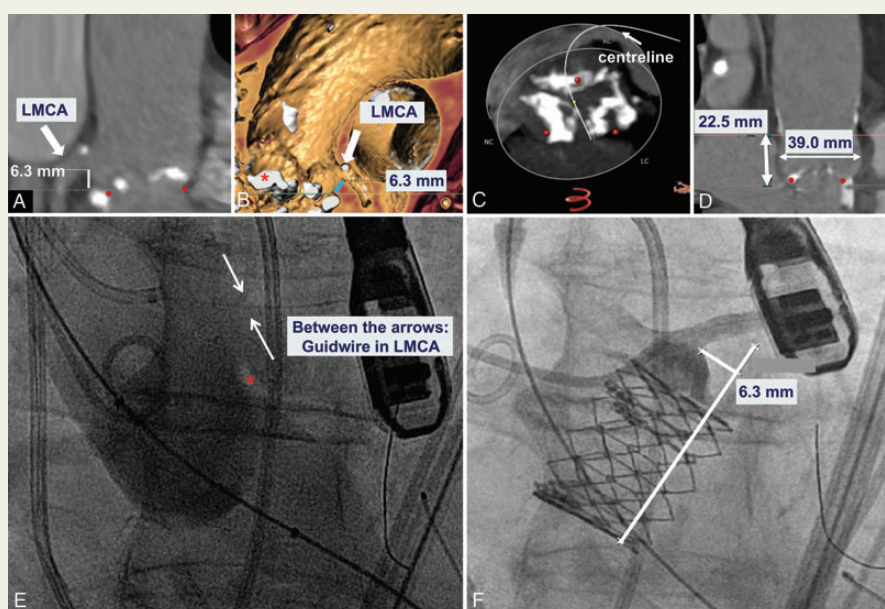 LMCA
6.3 mm
A
LMCA
*
6.3 mm
B
centreline
NC
LC
C
22.5 mm
39.0 mm
D
Between the arrows:
Guidwire in LMCA
*
E
6.3 mm
F